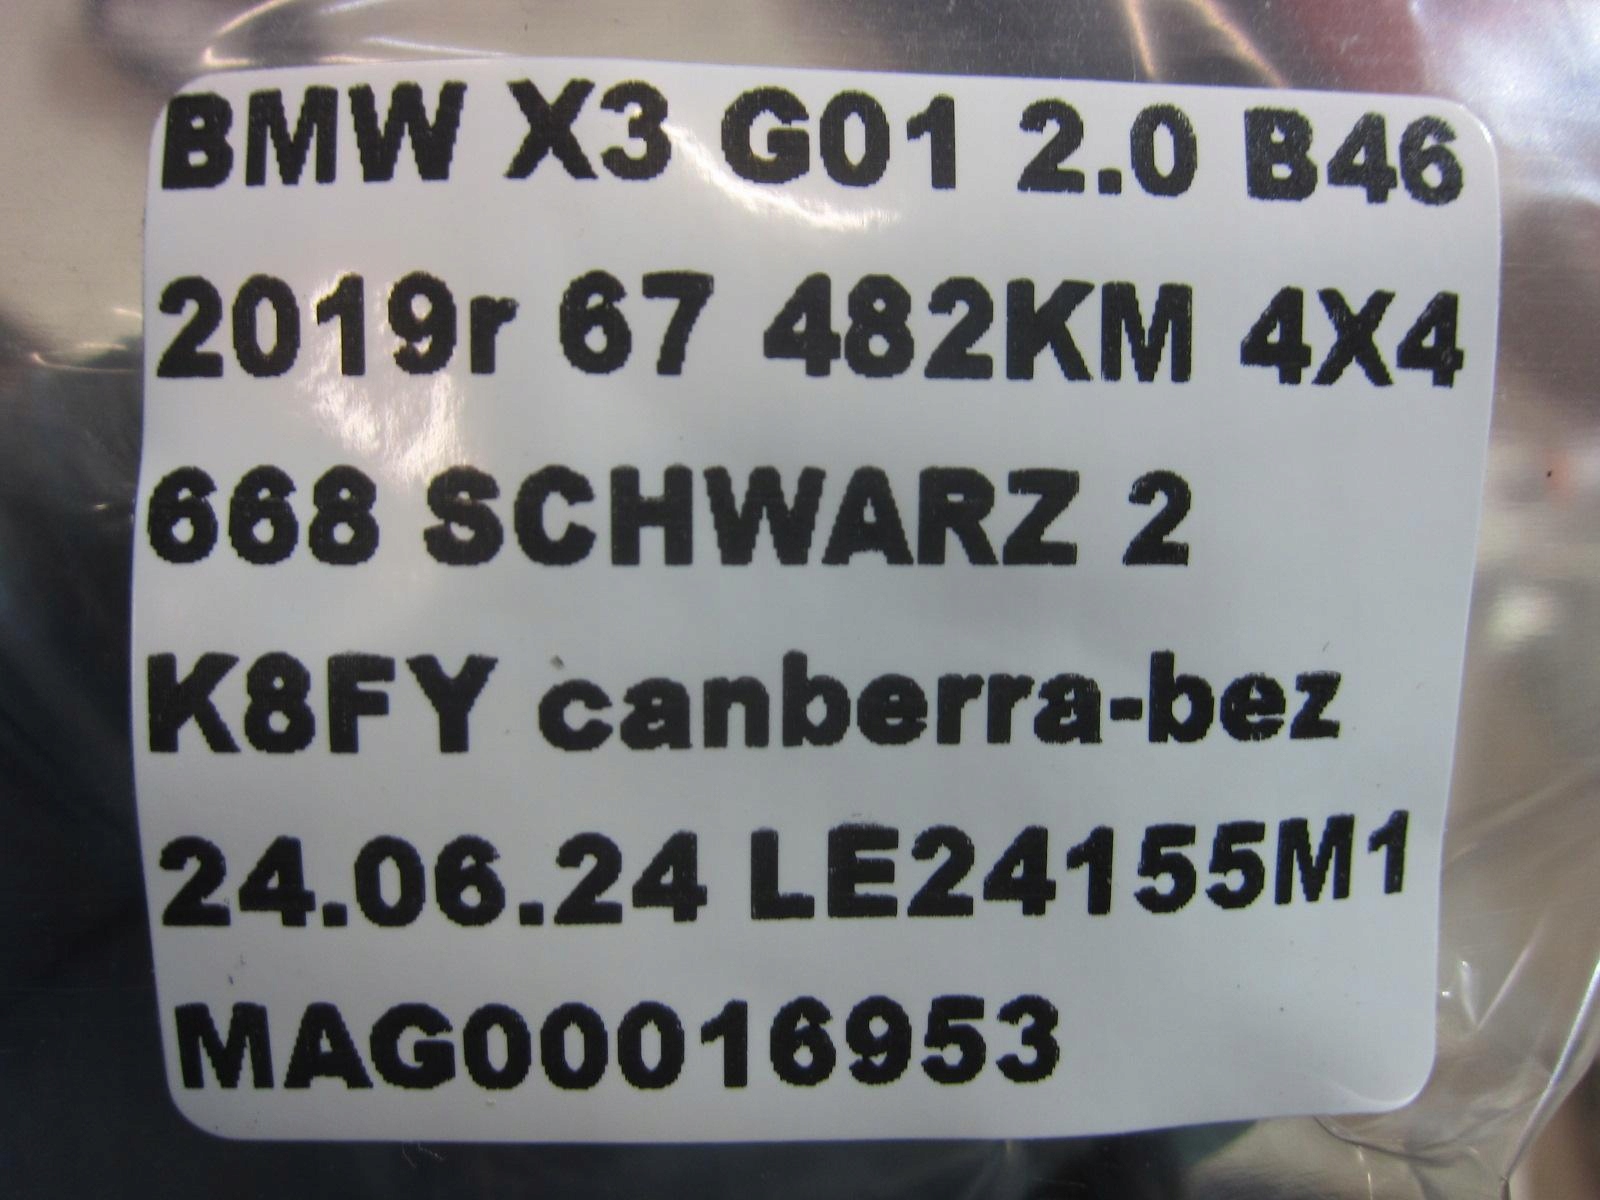 BMW X3 G01 2.0 B46
2019r 67 482KM 4X4
668 SCHWARZ 2
K8FY canberra-bez
24.06.24 LE24155M1
MAG00016953